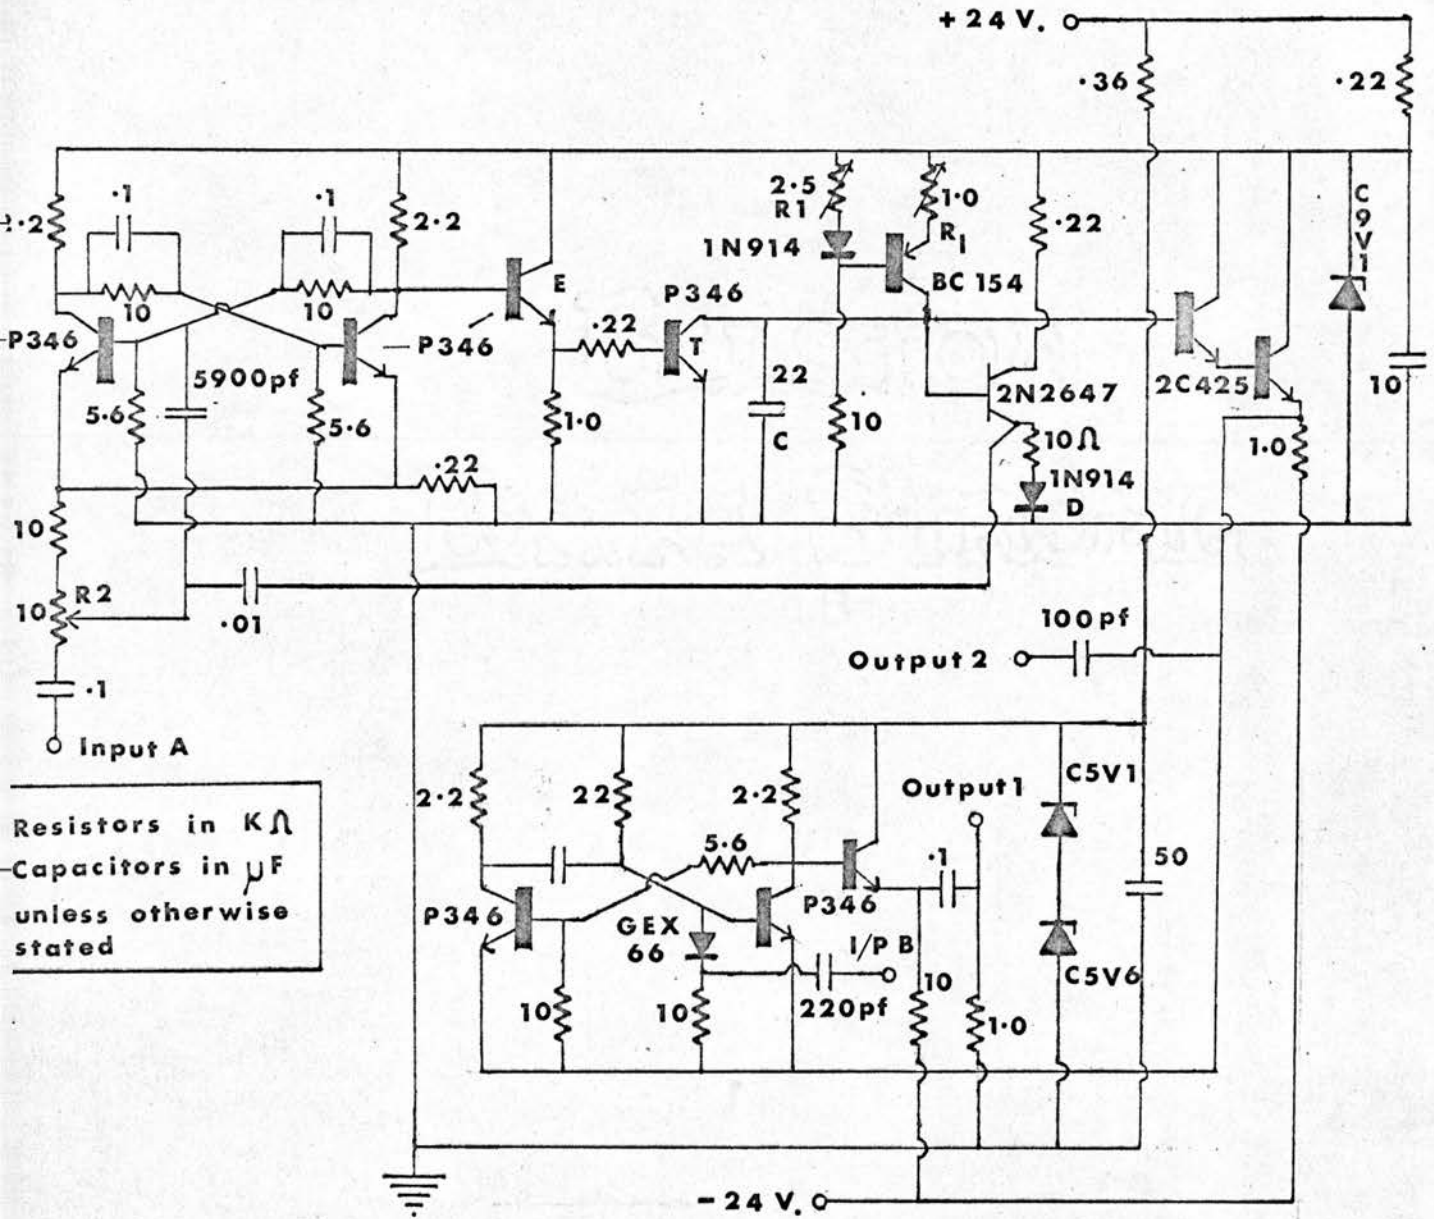 +24 V.
.36
.22
.1
.1
2.5
R1
1.0
R1
C9V1
2.2
2.2
.22
1N914
E
BC 154
10
10
P346
P346
P346
.22
T
5900pf
22
2N2647
2C425
10
5.6
5.6
1.0
C
10
10Ω
1.0
.22
1N914
D
10
10
R2
.01
100pf
Output 2
.1
Input A
C5V1
2.2
22
2.2
Output1
Resistors in KΩ
Capacitors in μF
unless otherwise
stated
5.6
.1
50
P346
P346
GEX
66
I/P B
C5V6
10
10
220pf
10
1.0
-24 V.